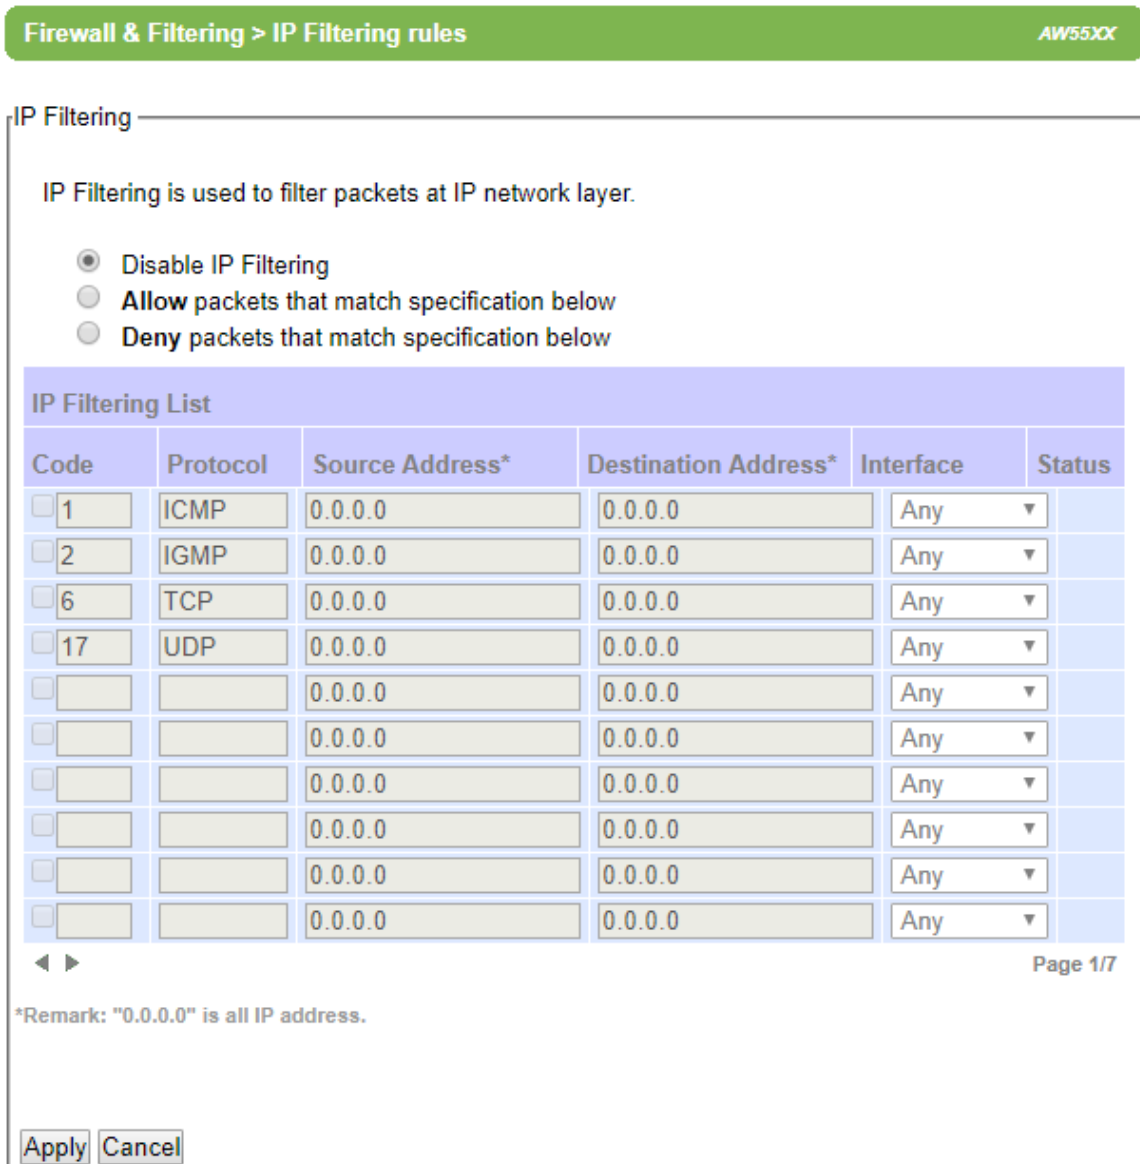 Firewall & Filtering > IP Filtering rules AW55XX
IP Filtering
IP Filtering is used to filter packets at IP network layer.
Disable IP Filtering
Allow packets that match specification below
Deny packets that match specification below
IP Filtering List
Code Protocol Source Address* Destination Address* Interface Status
1 ICMP 0.0.0.0 0.0.0.0 Any
2 IGMP 0.0.0.0 0.0.0.0 Any
6 TCP 0.0.0.0 0.0.0.0 Any
17 UDP 0.0.0.0 0.0.0.0 Any
0.0.0.0 0.0.0.0 Any
0.0.0.0 0.0.0.0 Any
0.0.0.0 0.0.0.0 Any
0.0.0.0 0.0.0.0 Any
0.0.0.0 0.0.0.0 Any
0.0.0.0 0.0.0.0 Any
Page 1/7
*Remark: "0.0.0.0" is all IP address.
Apply Cancel